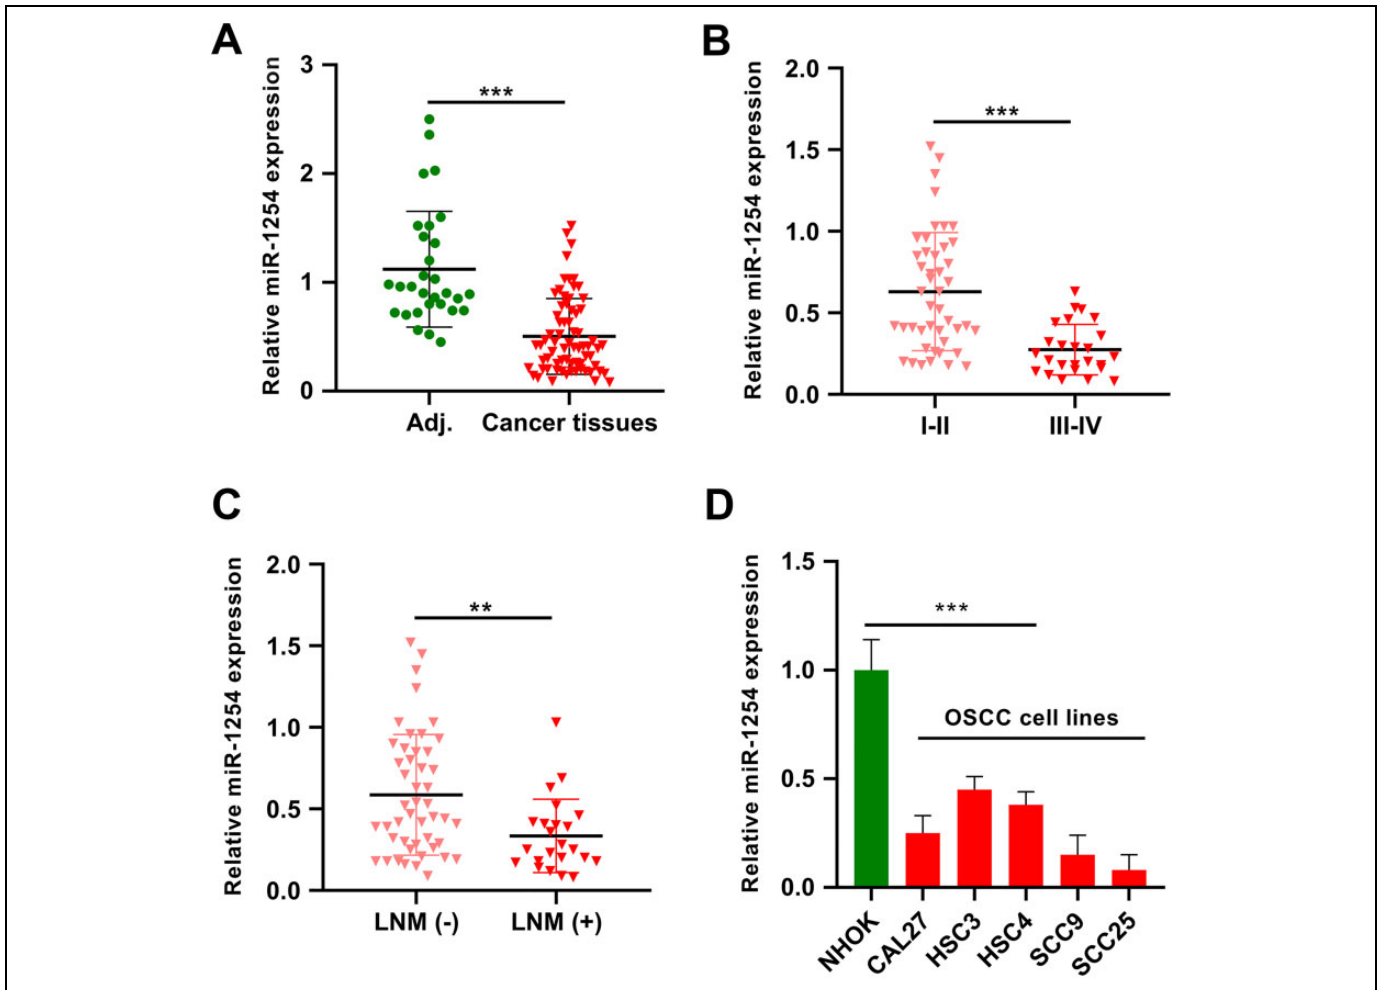 A
Relative miR-1254 expression
3
2
1
0
***
Adj.
Cancer tissues
B
Relative miR-1254 expression
2.0
1.5
1.0
0.5
0.0
***
I-II
III-IV
C
Relative miR-1254 expression
2.0
1.5
1.0
0.5
0.0
**
LNM (-)
LNM (+)
D
Relative miR-1254 expression
1.5
1.0
0.5
0.0
***
OSCC cell lines
NHOK
CAL27
HSC3
HSC4
SCC9
SCC25